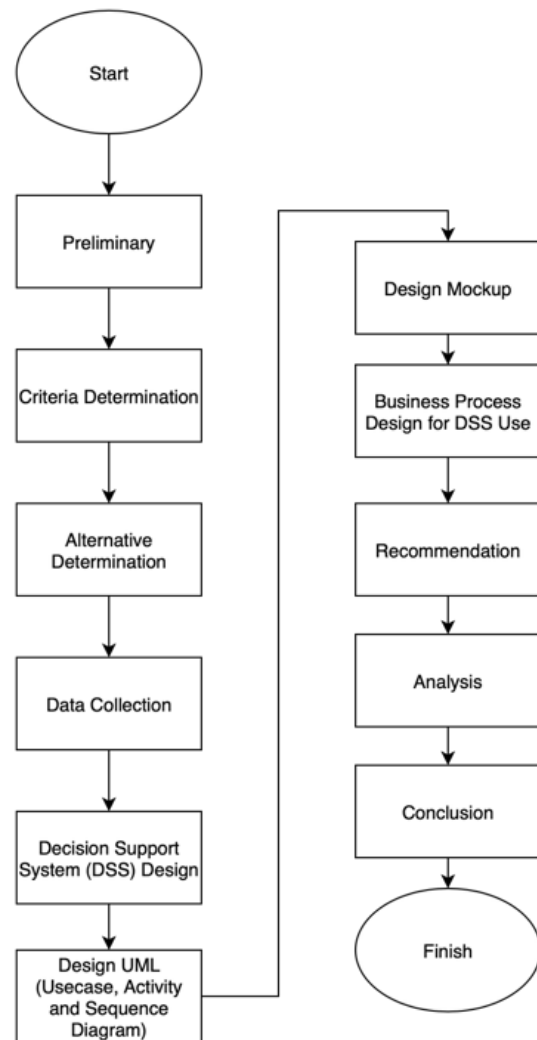 Start
Preliminary
Criteria Determination
Alternative
Determination
Data Collection
Decision Support
System (DSS) Design
Design UML
(Usecase, Activity
and Sequence
Diagram)
Design Mockup
Business Process
Design for DSS Use
Recommendation
Analysis
Conclusion
Finish